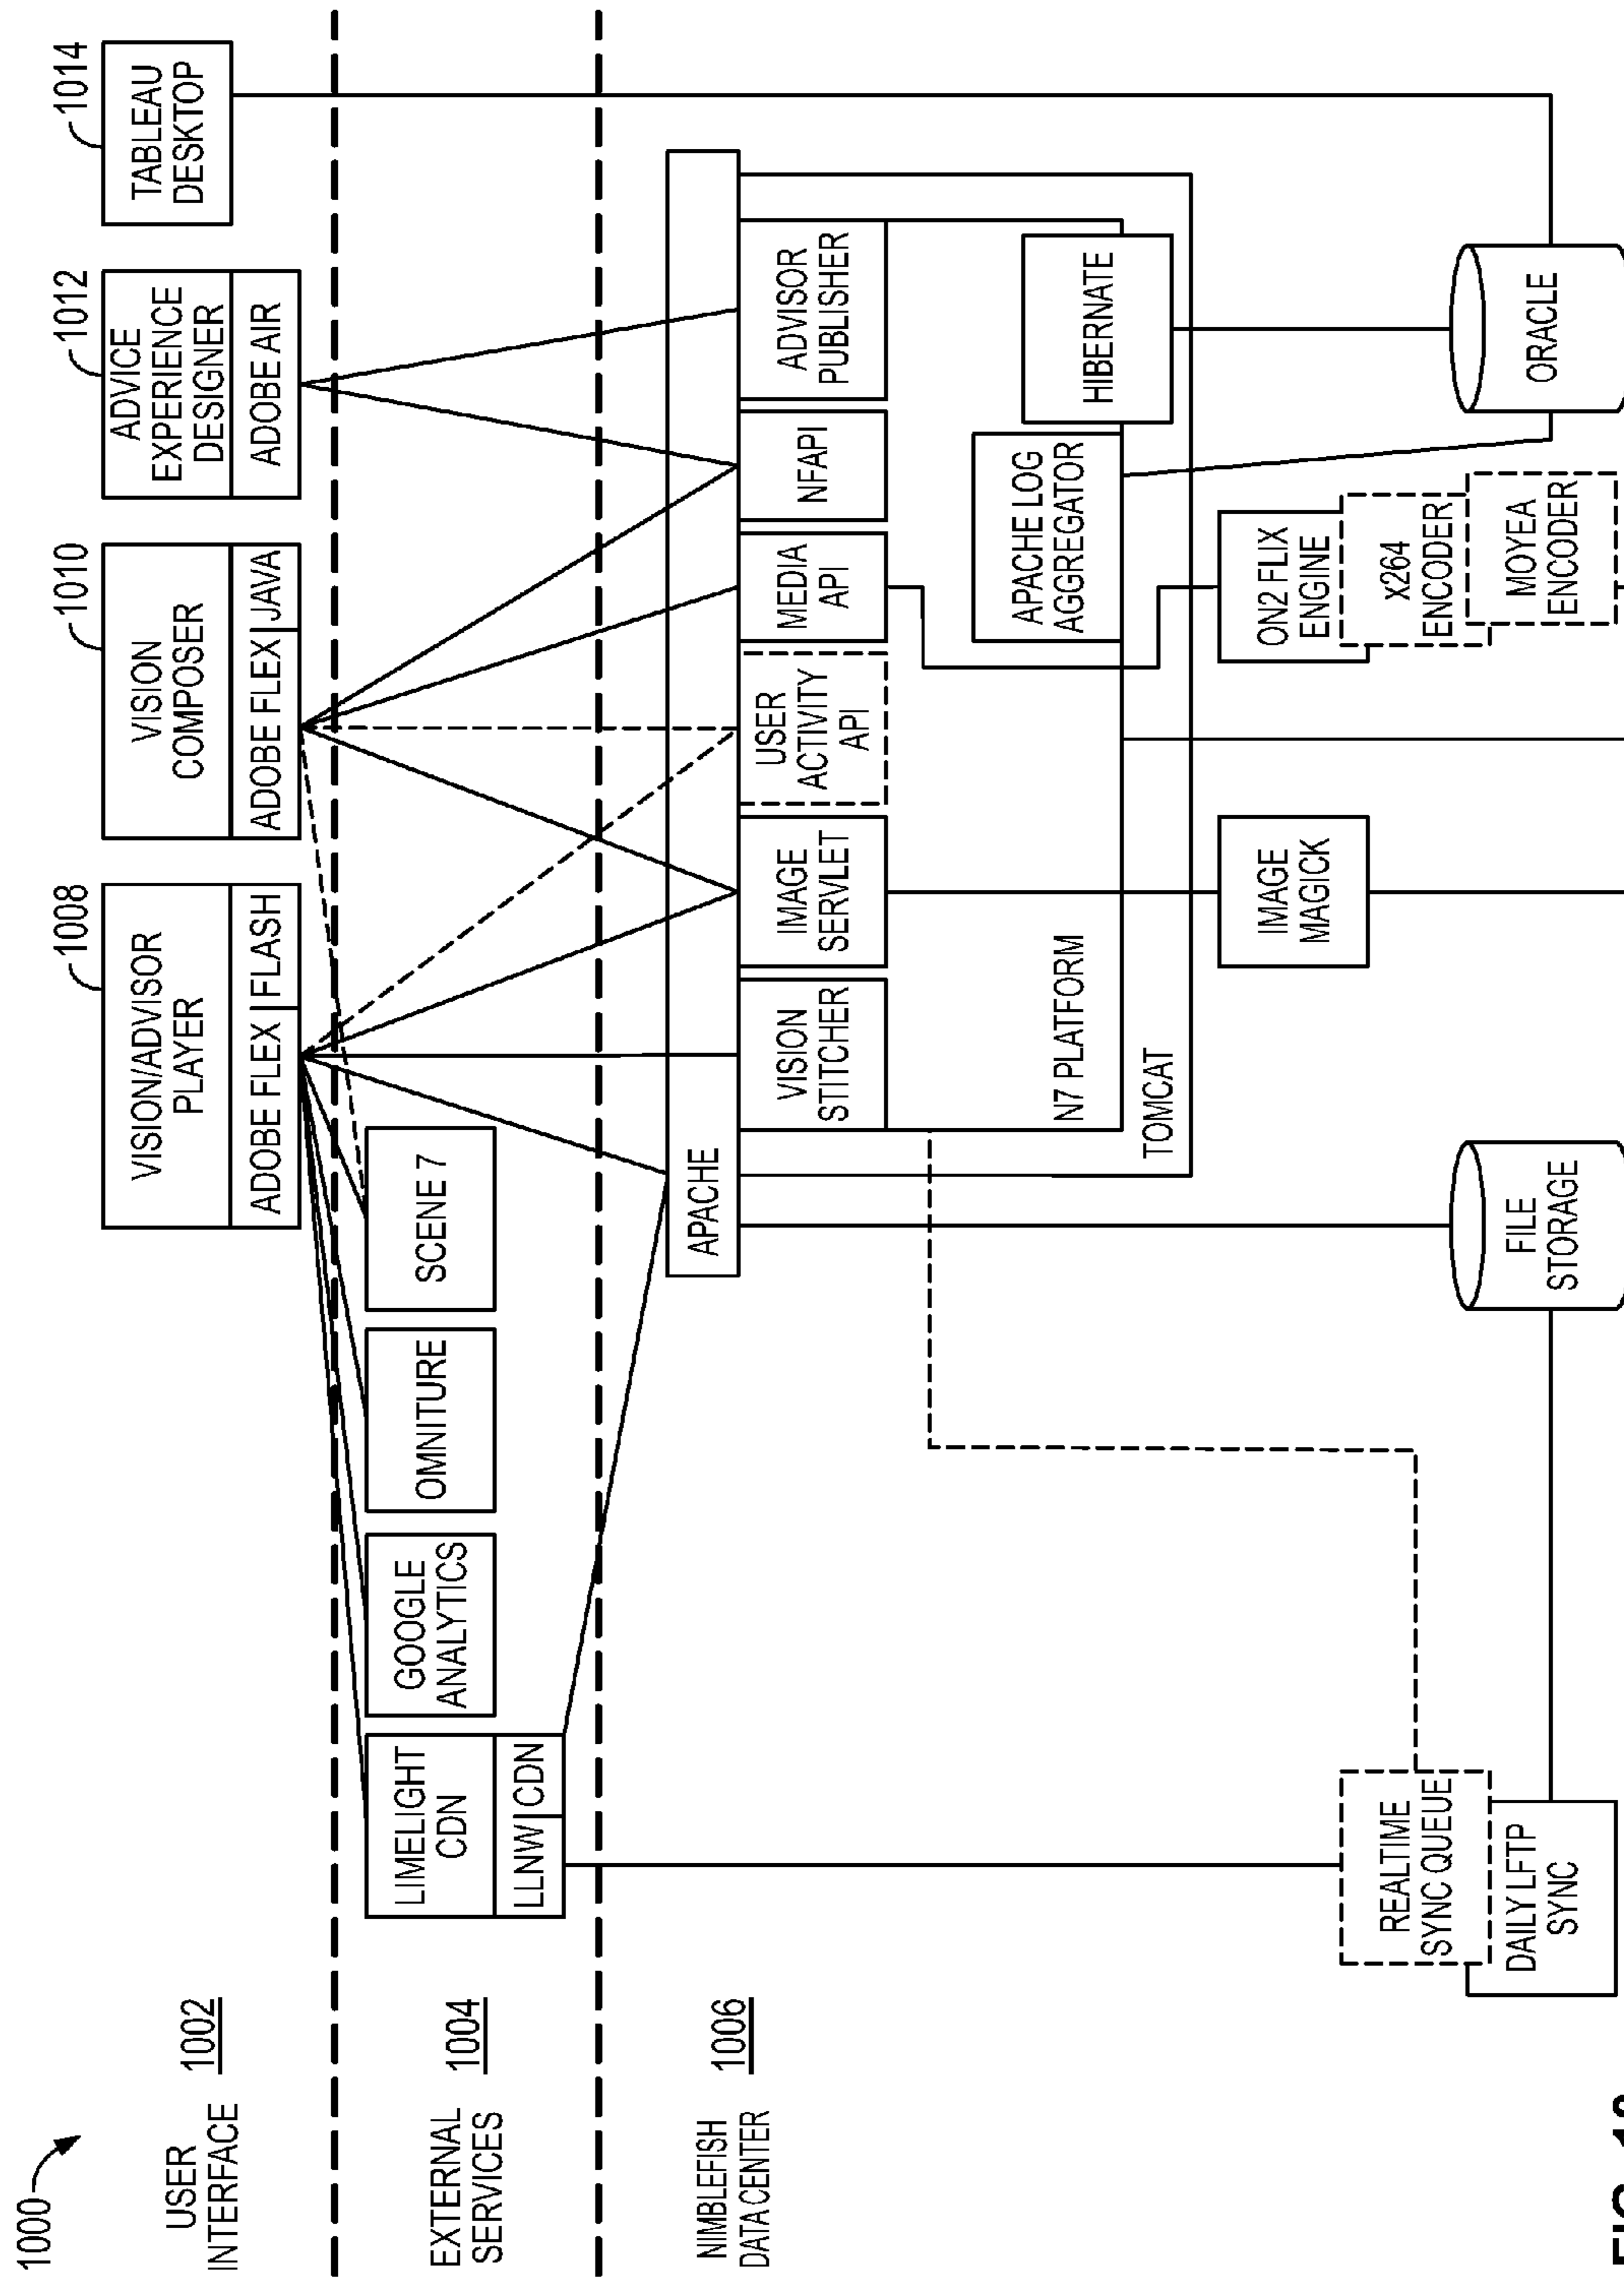 1000
USER
INTERFACE
1002
EXTERNAL
SERVICES
1004
NIMBLEFISH
DATACENTER
1006
1008
VISION/ADVISOR
PLAYER
ADOBE FLEX
FLASH
1010
VISION
COMPOSER
ADOBE FLEX
JAVA
1012
ADVICE
EXPERIENCE
DESIGNER
ADOBE AIR
1014
TABLEAU
DESKTOP
LIMELIGHT
CDN
LLNW
CDN
GOOGLE
ANALYTICS
OMNITURE
SCENE 7
APACHE
VISION
STITCHER
IMAGE
SERVLET
USER
ACTIVITY
API
MEDIA
API
NFAPI
ADVISOR
PUBLISHER
N7 PLATFORM
APACHE LOG
AGGREGATOR
HIBERNATE
TOMCAT
IMAGE
MAGICK
ON2 FLIX
ENGINE
X264
ENCODER
MOYEA
ENCODER
REALTIME
SYNC QUEUE
DAILY LFTP
SYNC
FILE
STORAGE
ORACLE